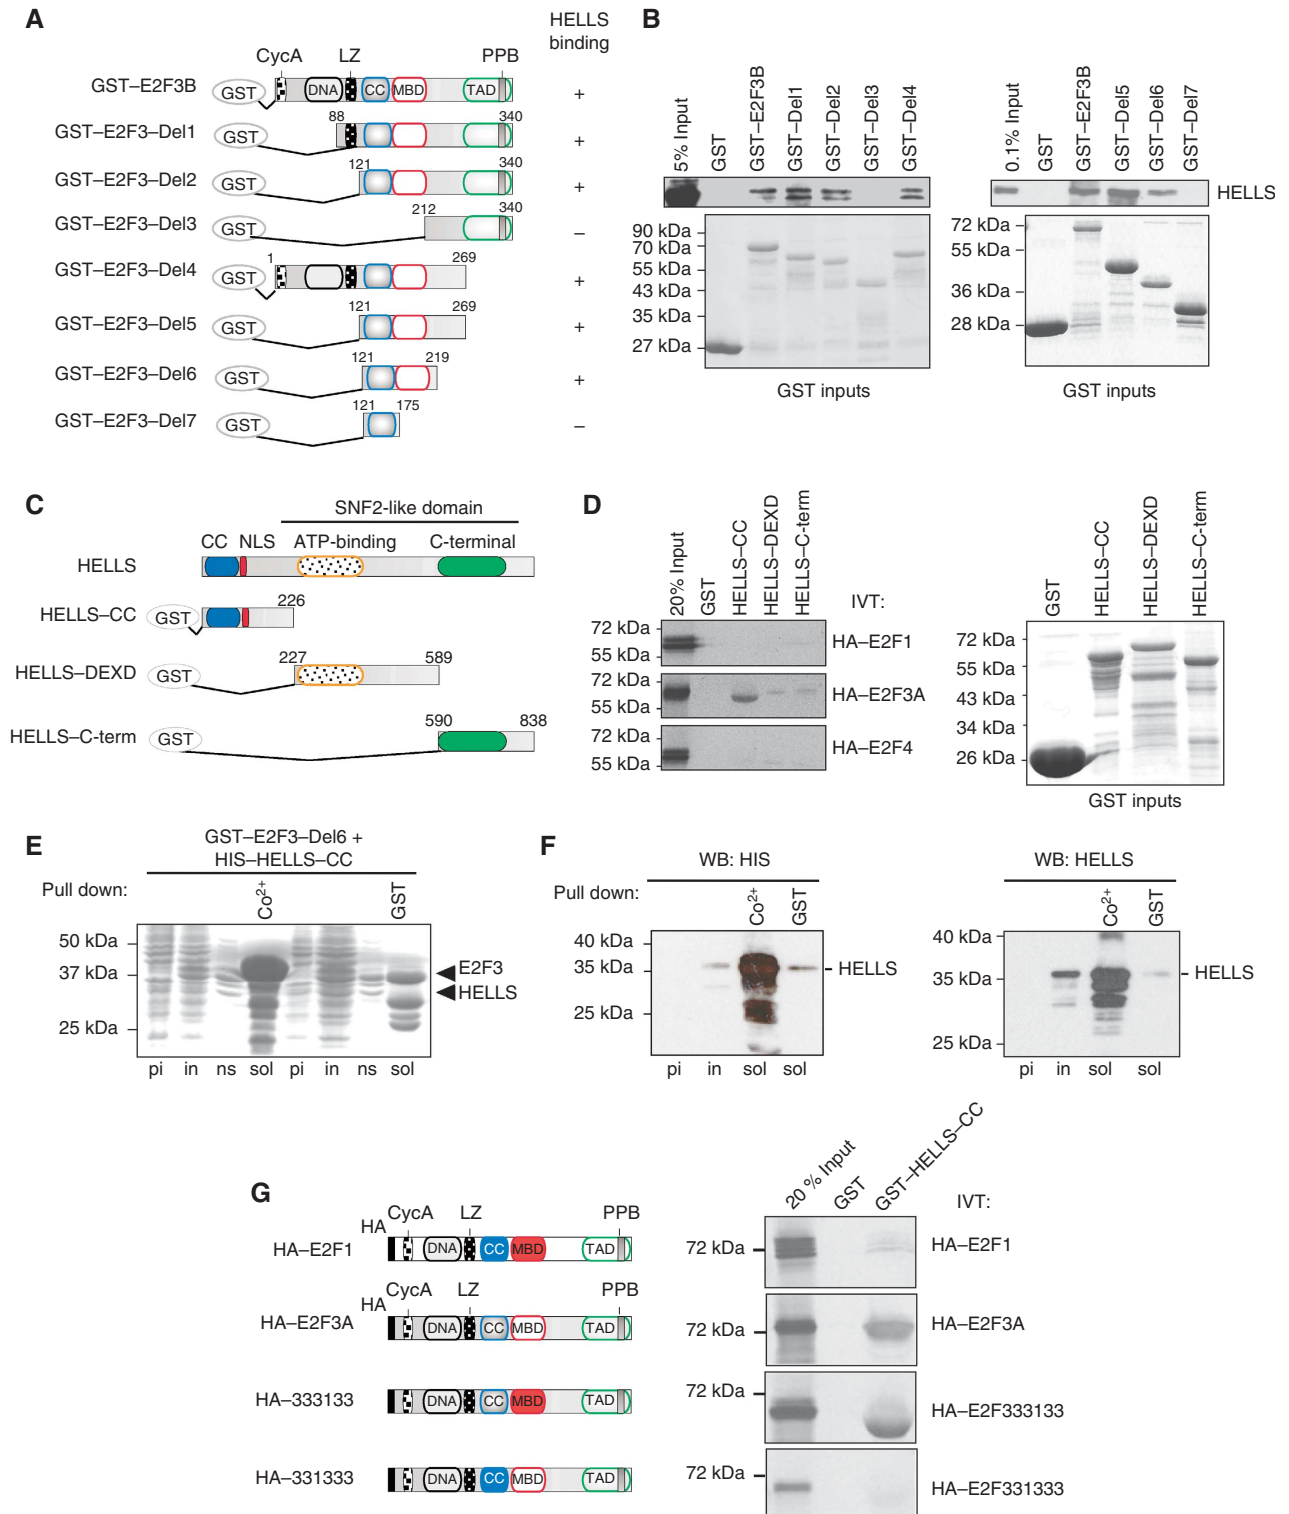 A
HELLS
binding
CycA LZ PPB
GST–E2F3B GST DNA CC MBD TAD +
88 340
GST–E2F3–Del1 GST +
121 340
GST–E2F3–Del2 GST +
212 340
GST–E2F3–Del3 GST –
1 269
GST–E2F3–Del4 GST +
121 269
GST–E2F3–Del5 GST +
121 219
GST–E2F3–Del6 GST +
121 175
GST–E2F3–Del7 GST –
B
5% Input
GST
GST–E2F3B
GST–Del1
GST–Del2
GST–Del3
GST–Del4
90 kDa
70 kDa
55 kDa
43 kDa
35 kDa
27 kDa
GST inputs
0.1% Input
GST
GST–E2F3B
GST–Del5
GST–Del6
GST–Del7
HELLS
72 kDa
55 kDa
36 kDa
28 kDa
GST inputs
C
SNF2-like domain
CC NLS ATP-binding C-terminal
HELLS
226
HELLS–CC GST
227 589
HELLS–DEXD GST
590 838
HELLS–C-term GST
D
20% Input
GST
HELLS–CC
HELLS–DEXD
HELLS–C-term
IVT:
72 kDa
55 kDa
HA–E2F1
72 kDa
55 kDa
HA–E2F3A
72 kDa
55 kDa
HA–E2F4
GST
HELLS–CC
HELLS–DEXD
HELLS–C-term
72 kDa
55 kDa
43 kDa
34 kDa
26 kDa
GST inputs
E
GST–E2F3–Del6 +
HIS–HELLS–CC
Pull down: Co2+ GST
50 kDa
37 kDa
25 kDa
E2F3
HELLS
pi in ns sol pi in ns sol
F
WB: HIS
Pull down: Co2+ GST
40 kDa
35 kDa
25 kDa
HELLS
pi in sol sol
WB: HELLS
Co2+ GST
40 kDa
35 kDa
25 kDa
HELLS
pi in sol sol
G
HA CycA LZ PPB
HA–E2F1 DNA CC MBD TAD
HA CycA LZ PPB
HA–E2F3A DNA CC MBD TAD
HA–333133 DNA CC MBD TAD
HA–331333 DNA CC MBD TAD
20 % Input
GST
GST–HELLS–CC
IVT:
72 kDa HA–E2F1
72 kDa HA–E2F3A
72 kDa HA–E2F333133
72 kDa HA–E2F331333